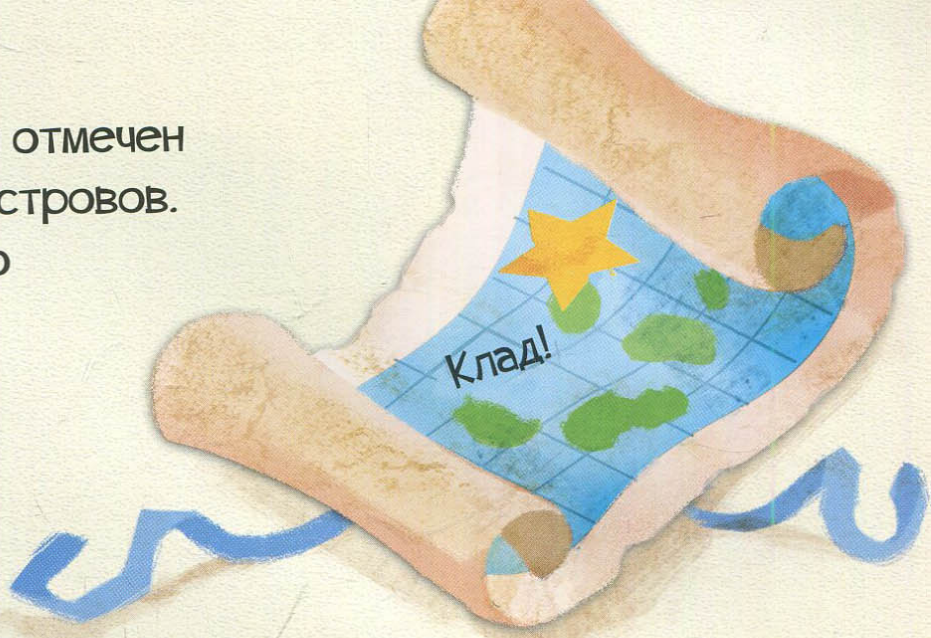 отмечен
стровов.
о
Клад!